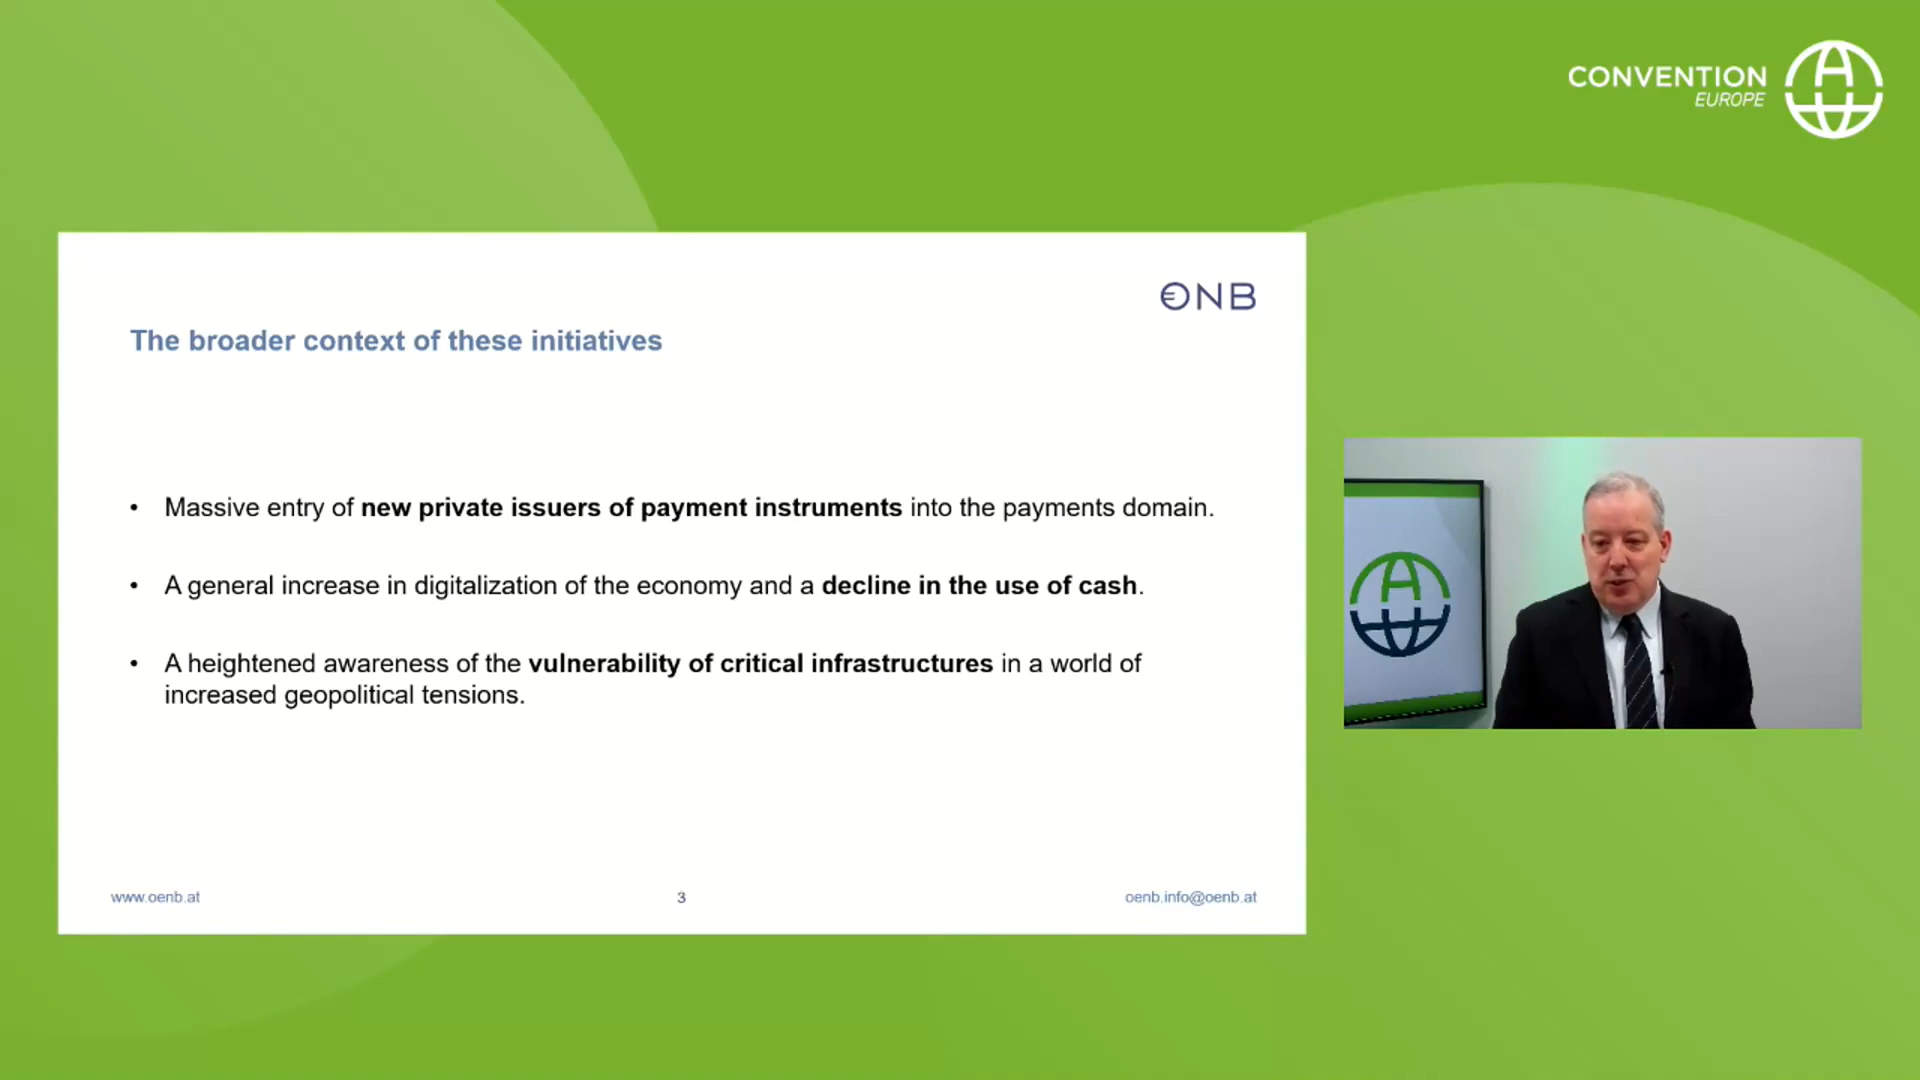 CONVENTION
EUROPE
ONB
The broader context of these initiatives
• Massive entry of new private issuers of payment instruments into the payments domain.
• A general increase in digitalization of the economy and a decline in the use of cash.
• A heightened awareness of the vulnerability of critical infrastructures in a world of
increased geopolitical tensions.
www.oenb.at
3
oenb.info@oenb.at